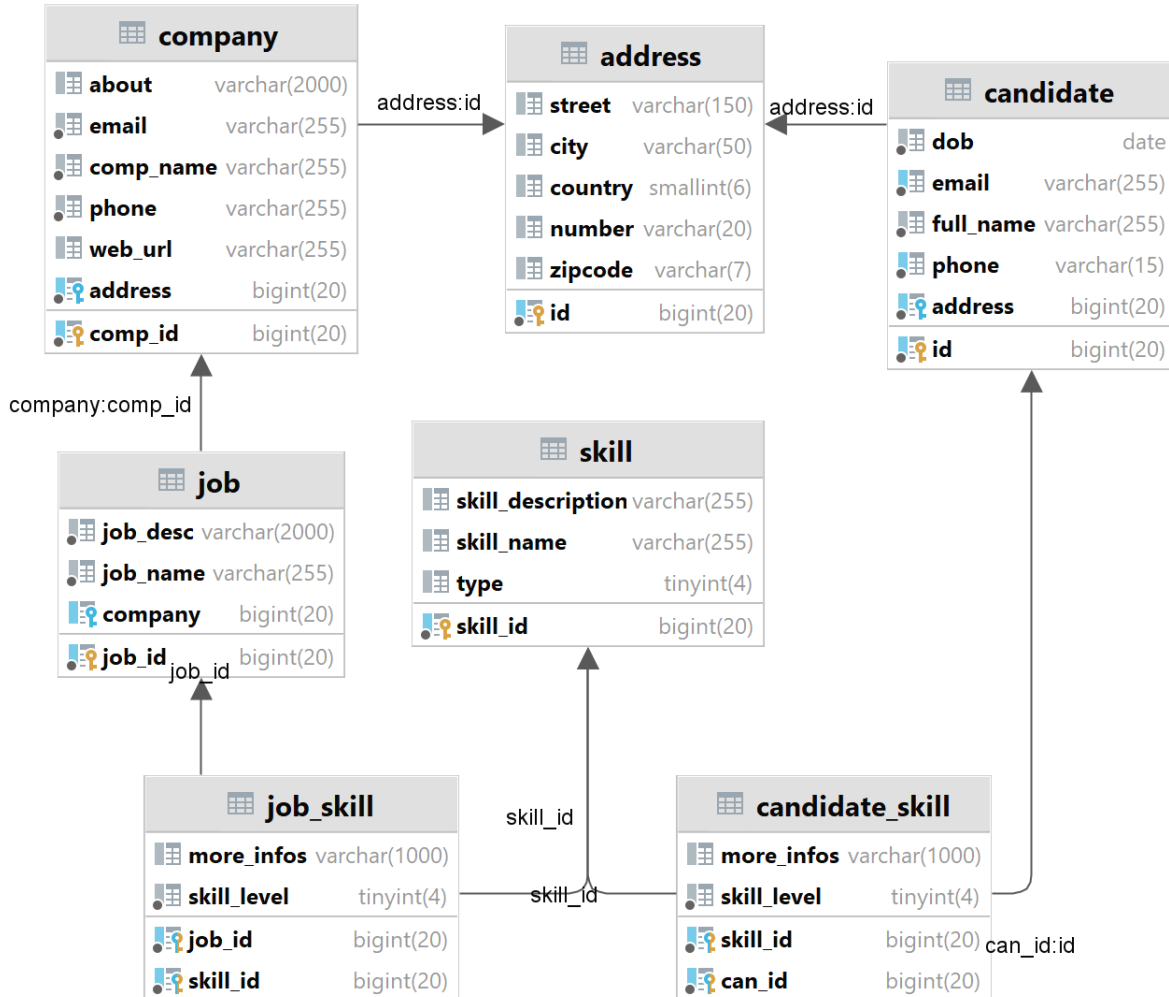 company
about varchar(2000)
email varchar(255)
comp_name varchar(255)
phone varchar(255)
web_url varchar(255)
address bigint(20)
comp_id bigint(20)
address:id
address
street varchar(150)
city varchar(50)
country smallint(6)
number varchar(20)
zipcode varchar(7)
id bigint(20)
address:id
candidate
dob date
email varchar(255)
full_name varchar(255)
phone varchar(15)
address bigint(20)
id bigint(20)
company:comp_id
job
job_desc varchar(2000)
job_name varchar(255)
company bigint(20)
job_id bigint(20)
job_id
skill
skill_description varchar(255)
skill_name varchar(255)
type tinyint(4)
skill_id bigint(20)
job_skill
more_infos varchar(1000)
skill_level tinyint(4)
job_id bigint(20)
skill_id bigint(20)
skill_id
skill_id
candidate_skill
more_infos varchar(1000)
skill_level tinyint(4)
skill_id bigint(20)
can_id bigint(20)
can_id:id